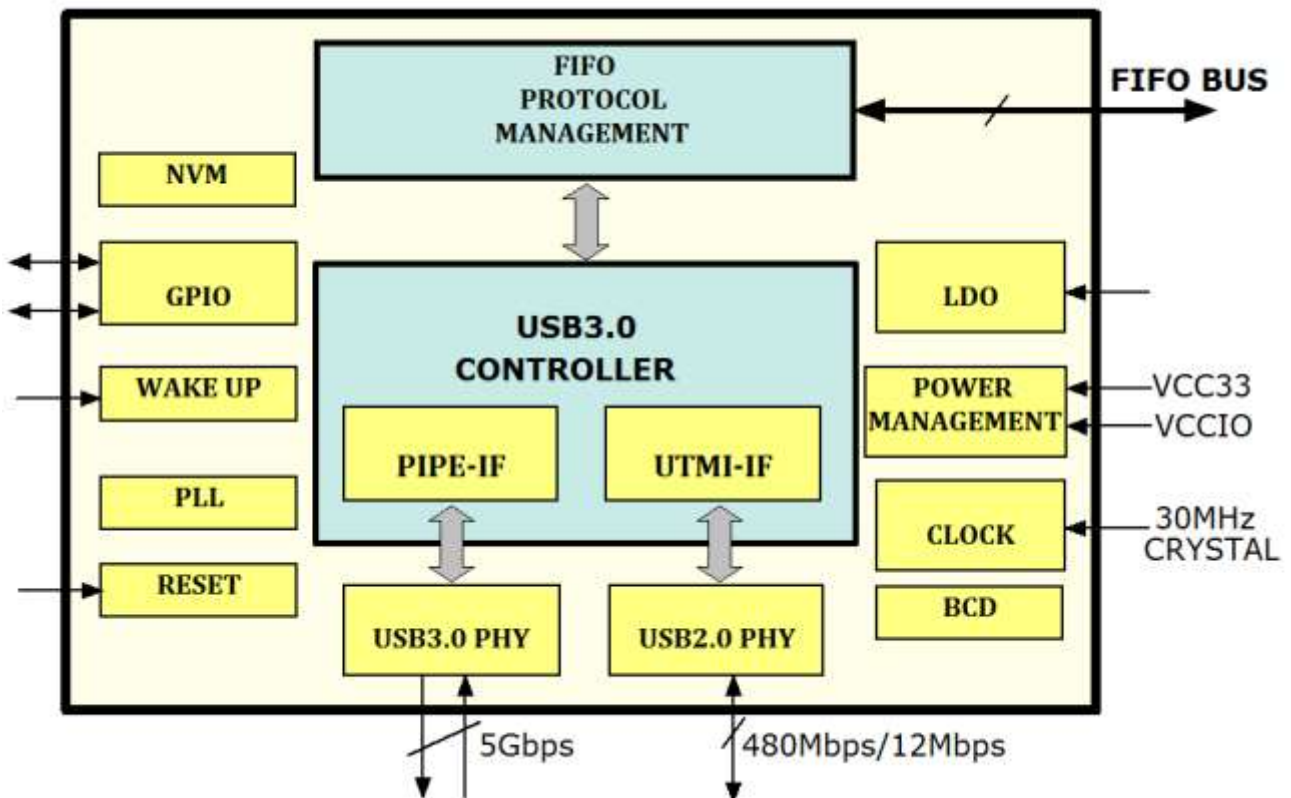 FIFO
PROTOCOL
MANAGEMENT
FIFO BUS
NVM
GPIO
LDO
USB3.0
CONTROLLER
WAKE UP
POWER
MANAGEMENT
VCC33
VCCIO
PIPE-IF
UTMI-IF
PLL
CLOCK
30MHz
CRYSTAL
RESET
BCD
USB3.0 PHY
USB2.0 PHY
5Gbps
480Mbps/12Mbps